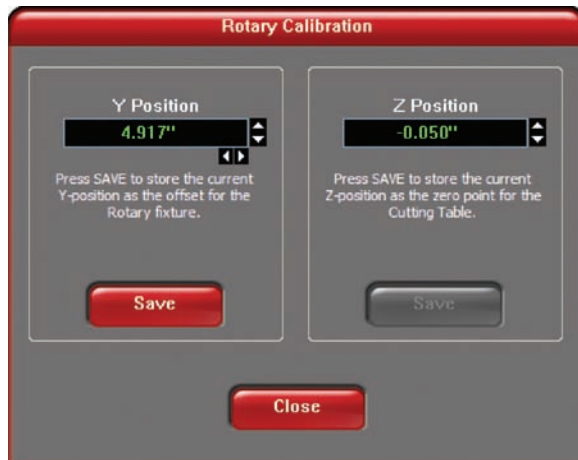 Rotary Calibration
Y Position
4.917"
Press SAVE to store the current
Y-position as the offset for the
Rotary fixture.
Save
Z Position
-0.050"
Press SAVE to store the current
Z-position as the zero point for the
Cutting Table.
Save
Close